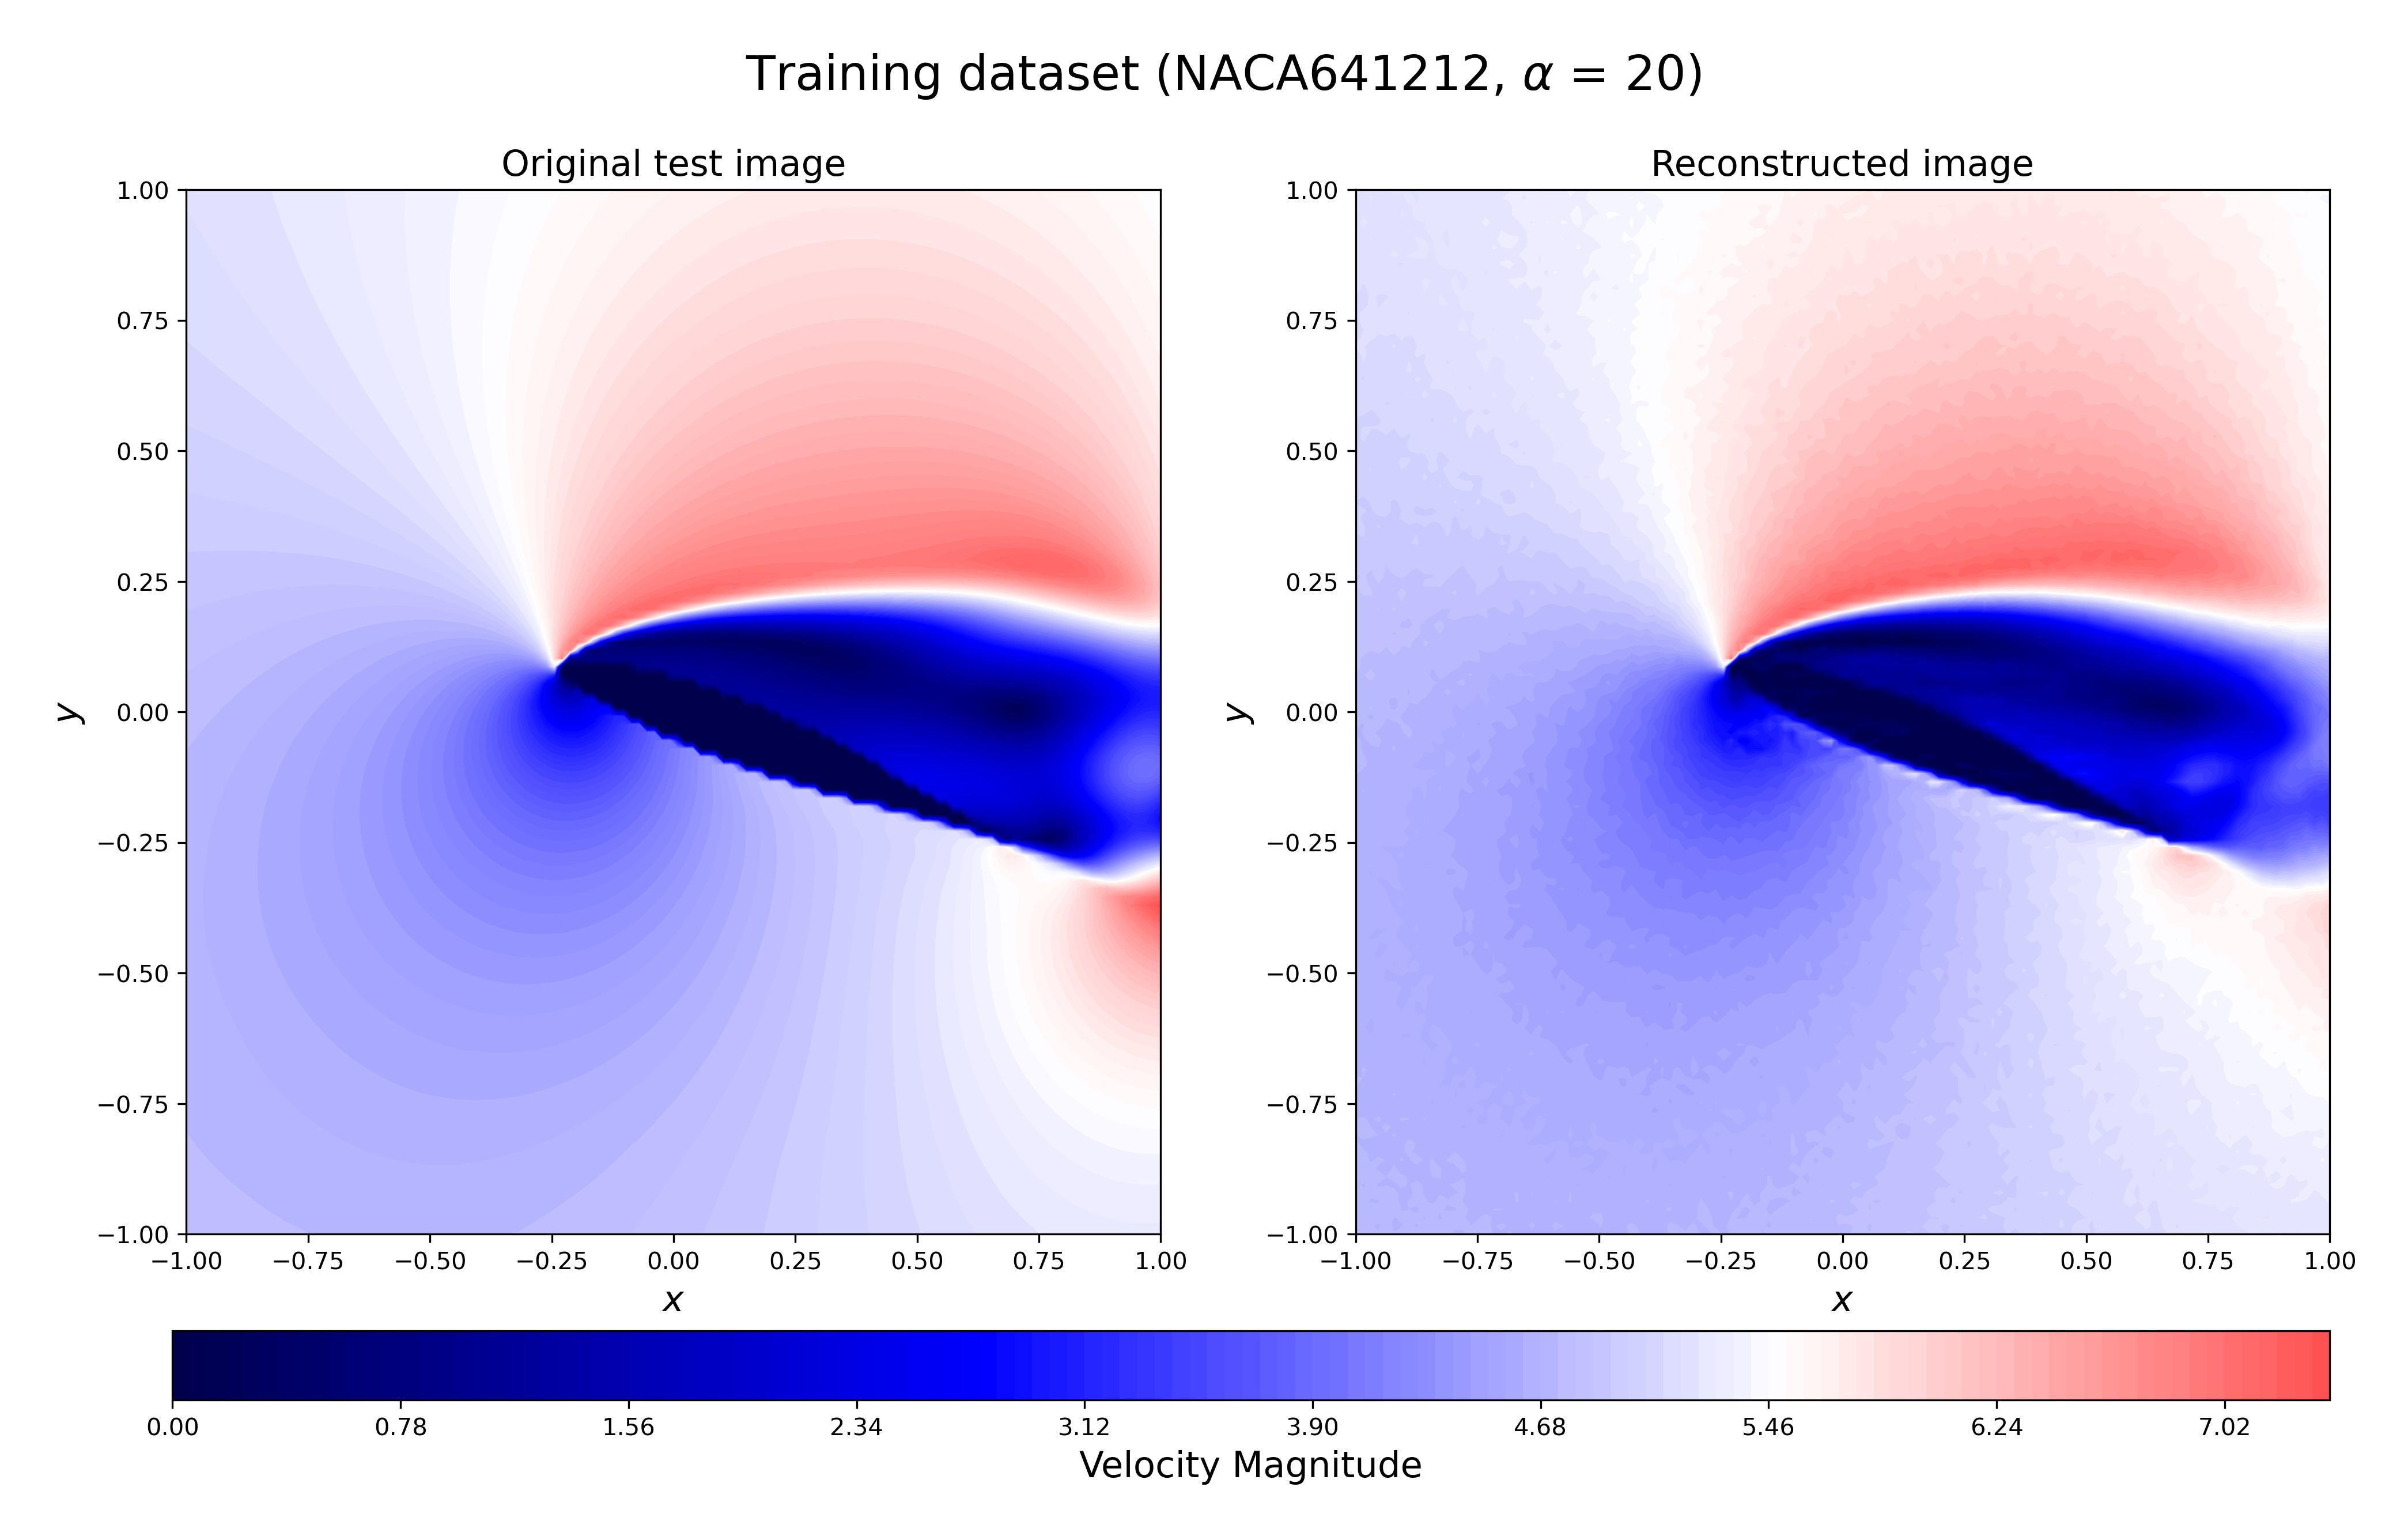 Training dataset (NACA641212, α = 20)
Original test image
Reconstructed image
1.00
0.75
0.50
0.25
0.00
−0.25
−0.50
−0.75
−1.00
y
−1.00 −0.75 −0.50 −0.25 0.00 0.25 0.50 0.75 1.00
x
1.00
0.75
0.50
0.25
0.00
−0.25
−0.50
−0.75
−1.00
y
−1.00 −0.75 −0.50 −0.25 0.00 0.25 0.50 0.75 1.00
x
0.00 0.78 1.56 2.34 3.12 3.90 4.68 5.46 6.24 7.02
Velocity Magnitude